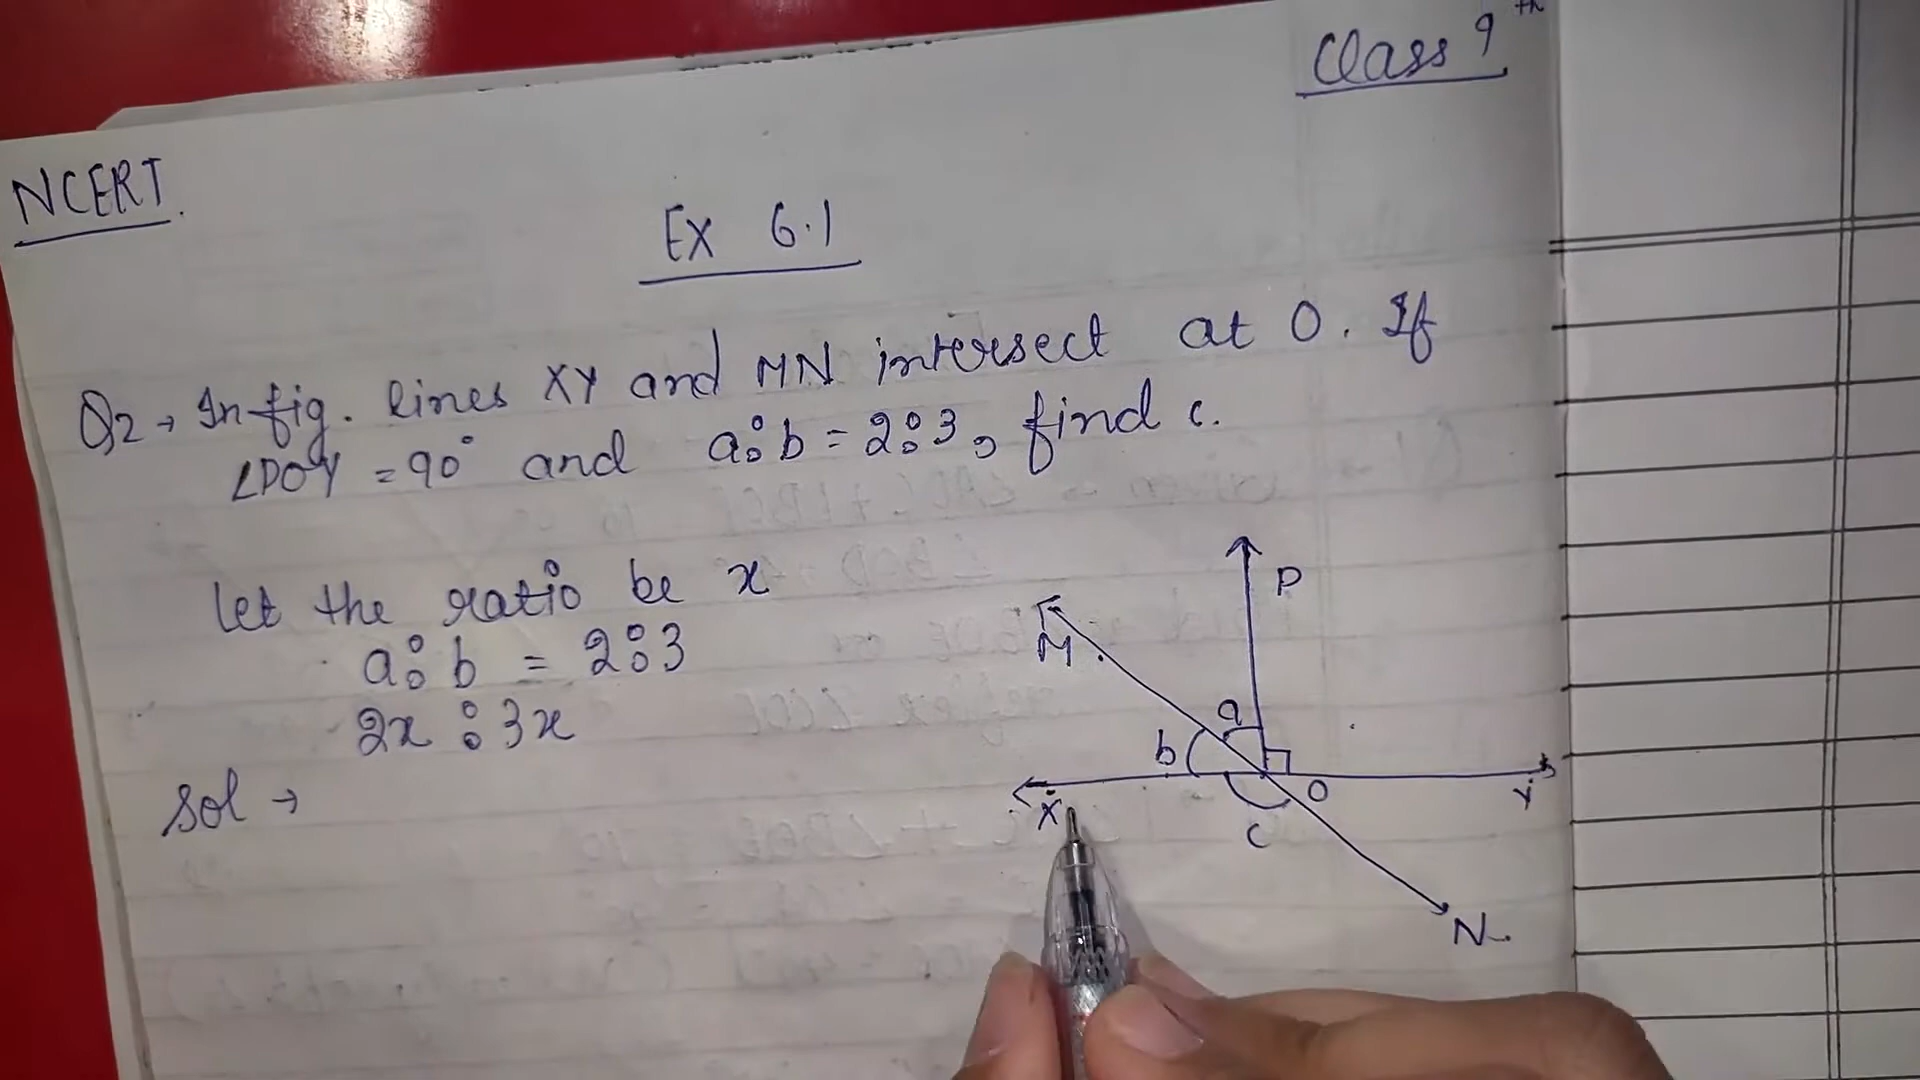 Class 9th
NCERT.
Ex 6.1
Q2→ In fig. lines XY and MN intersect at O. If
∠POY = 90° and a:b = 2:3, find c.
let the ratio be x
a:b = 2:3
2x : 3x
Sol →
P
M
a
b
X
O
Y
C
N